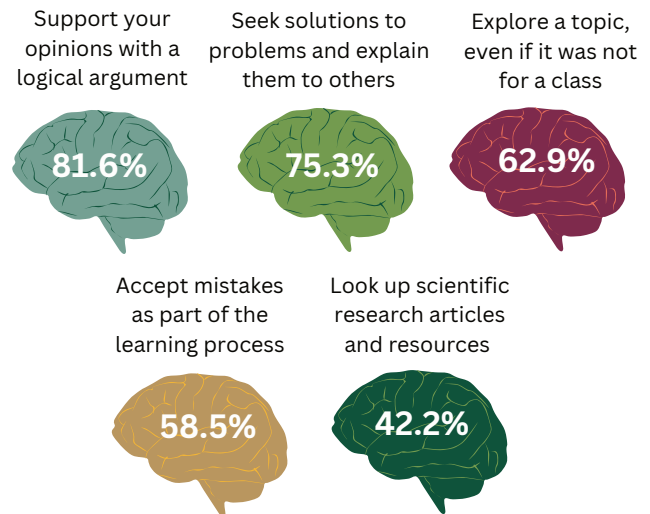 Support your
opinions with a
logical argument
81.6%
Seek solutions to
problems and explain
them to others
75.3%
Explore a topic,
even if it was not
for a class
62.9%
Accept mistakes
as part of the
learning process
58.5%
Look up scientific
research articles
and resources
42.2%